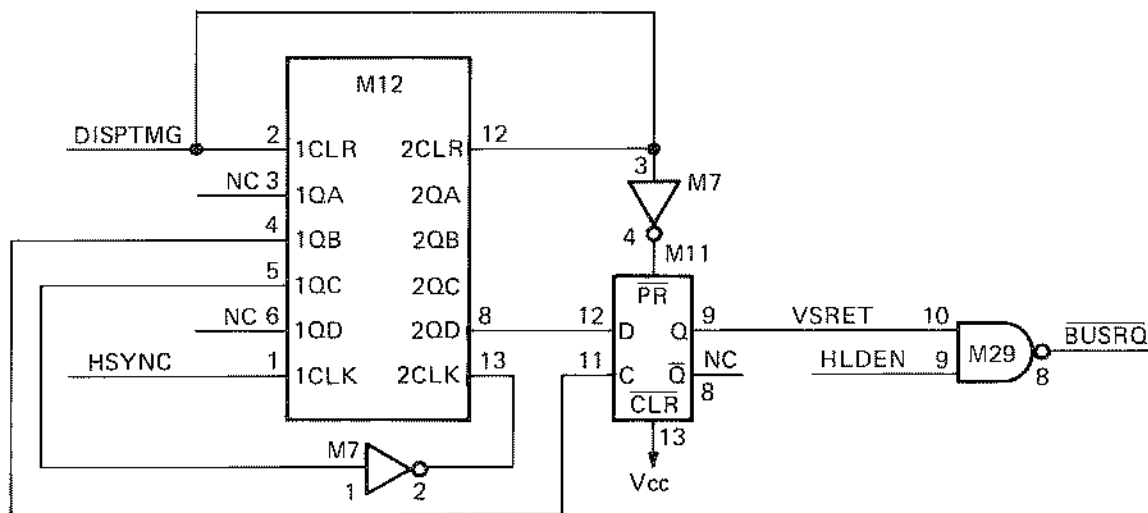 M12
DISPTMG 2 1CLR 2CLR 12
3 M7
NC 3 1QA 2QA
4 1QB 2QB
4 M11
5 1QC 2QC
PR
NC 6 1QD 2QD 8 12 D Q 9 VSRET 10
HSYNC 1 1CLK 2CLK 13 11 C Q NC HLDEN 9 M29 BUSRQ
8 8
CLR
M7 13
1 2 Vcc